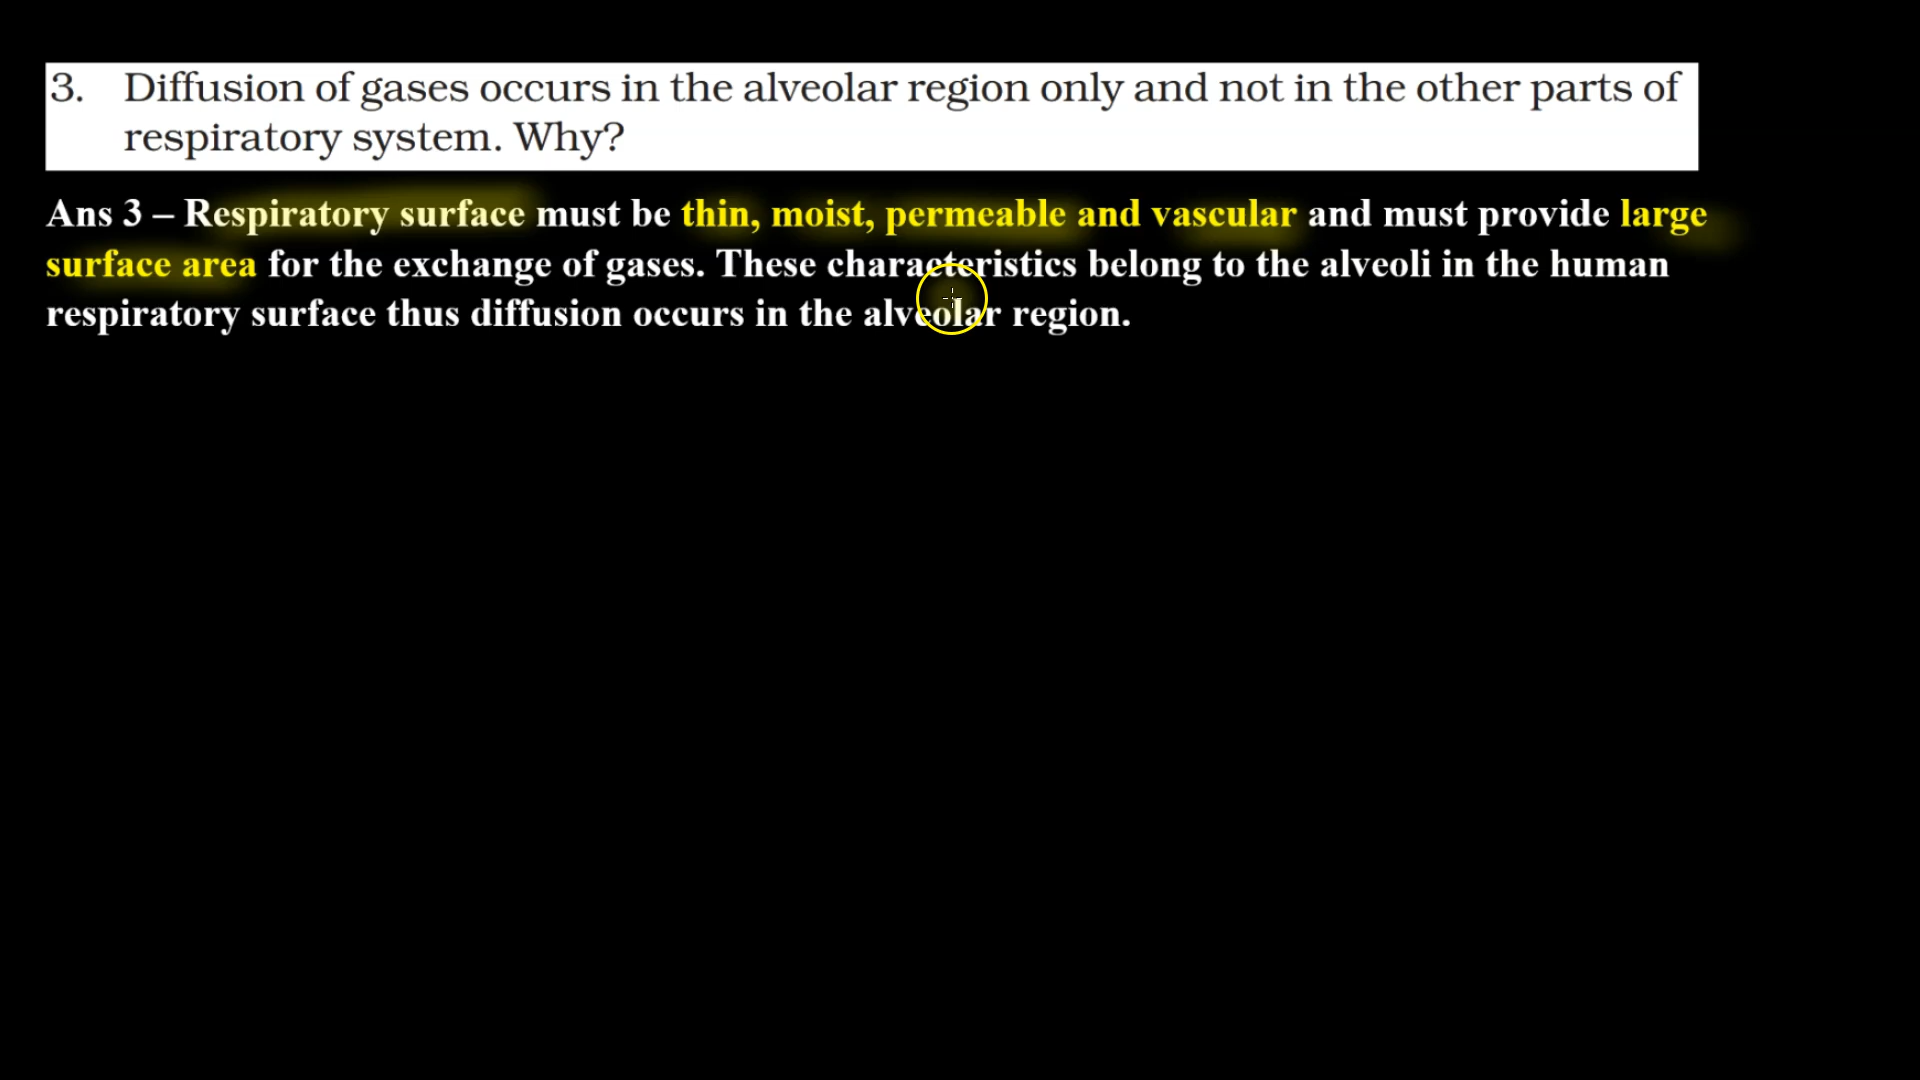 3. Diffusion of gases occurs in the alveolar region only and not in the other parts of
respiratory system. Why?
Ans 3 – Respiratory surface must be thin, moist, permeable and vascular and must provide large
surface area for the exchange of gases. These characteristics belong to the alveoli in the human
respiratory surface thus diffusion occurs in the alveolar region.